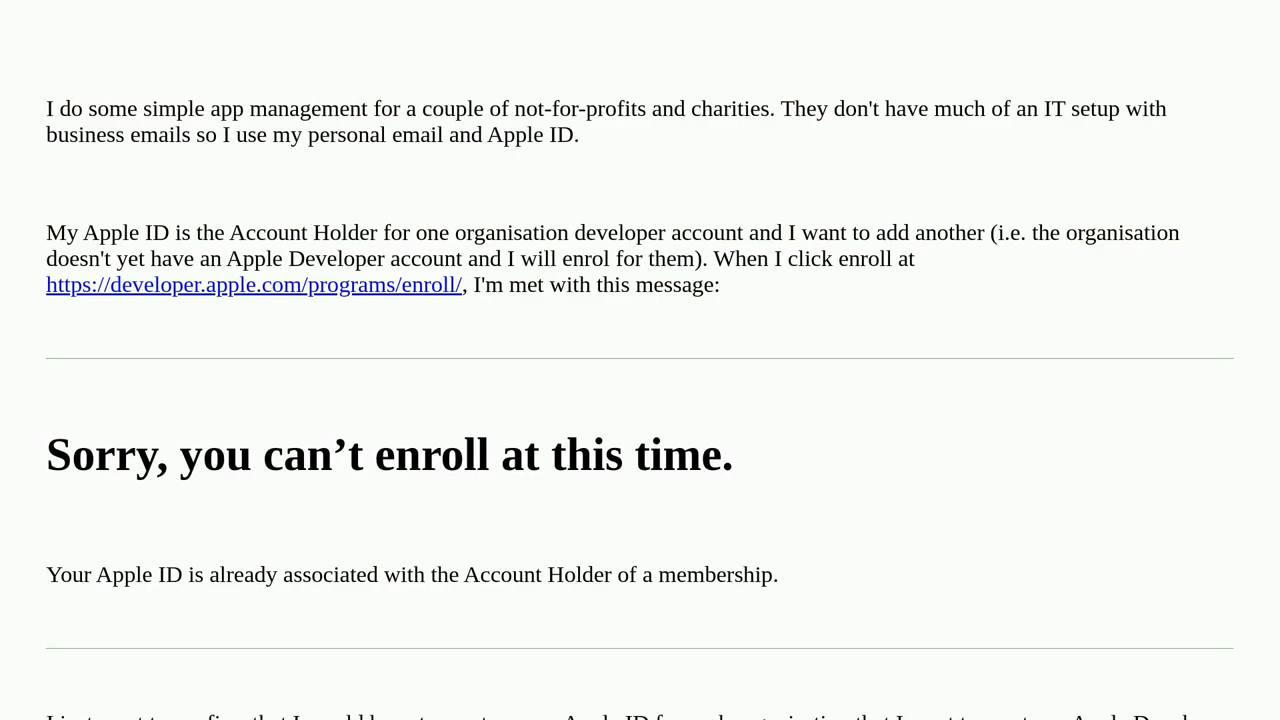 I do some simple app management for a couple of not-for-profits and charities. They don't have much of an IT setup with
business emails so I use my personal email and Apple ID.
My Apple ID is the Account Holder for one organisation developer account and I want to add another (i.e. the organisation
doesn't yet have an Apple Developer account and I will enrol for them). When I click enroll at
https://developer.apple.com/programs/enroll/, I'm met with this message:
Sorry, you can’t enroll at this time.
Your Apple ID is already associated with the Account Holder of a membership.